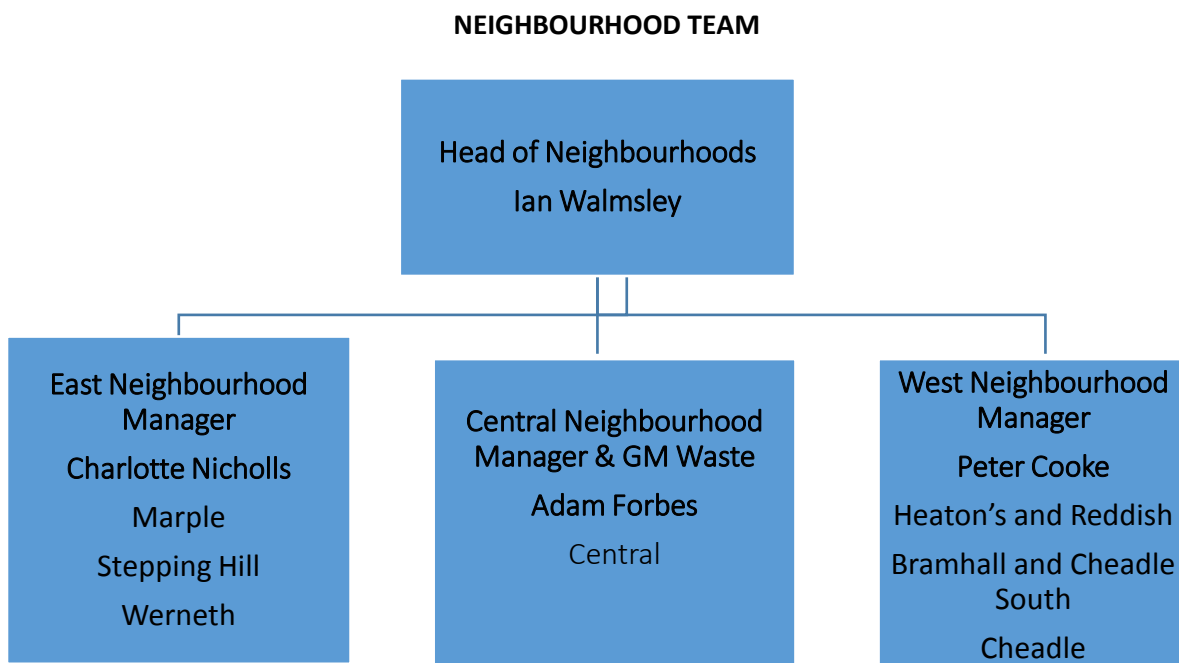 NEIGHBOURHOOD TEAM
Head of Neighbourhoods
Ian Walmsley
East Neighbourhood
Manager
Charlotte Nicholls
Marple
Stepping Hill
Werneth
Central Neighbourhood
Manager & GM Waste
Adam Forbes
Central
West Neighbourhood
Manager
Peter Cooke
Heaton’s and Reddish
Bramhall and Cheadle
South
Cheadle